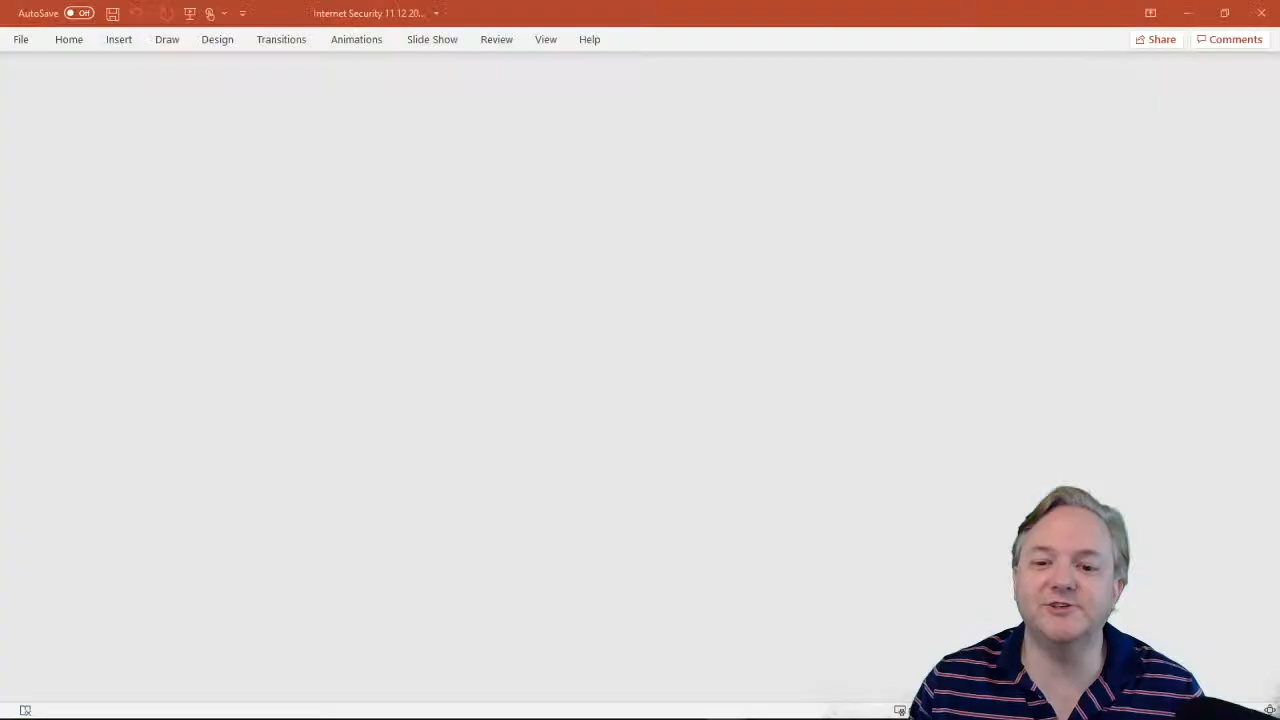 AutoSave Off Internet Security 11 12 20...
File Home Insert Draw Design Transitions Animations Slide Show Review View Help Share Comments